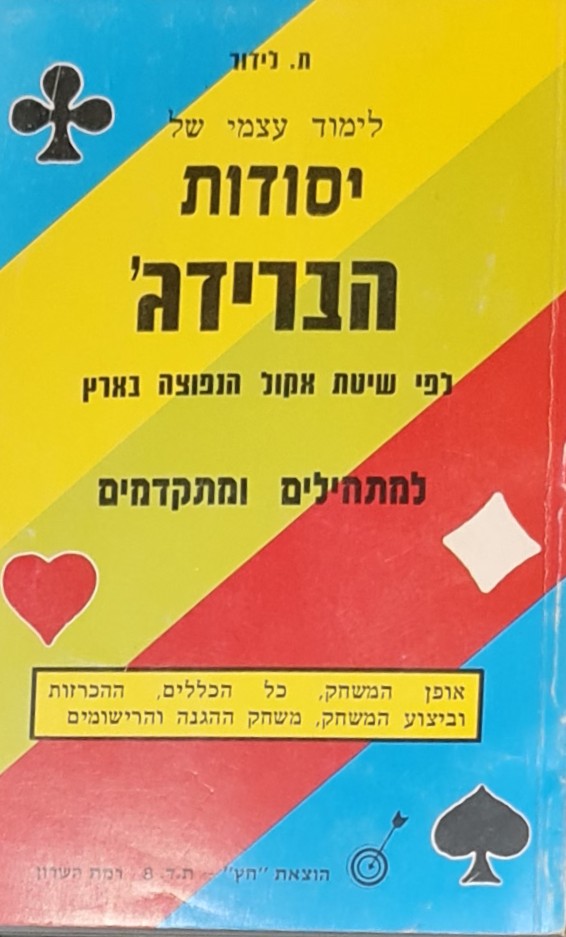 ת. לידור
לימוד עצמי של
יסודות
הברידג'
לפי שיטת אקול הנפוצה בארץ
למתחילים ומתקדמים
אופן המשחק, כל הכללים, ההכרזות
וביצוע המשחק, משחק ההגנה והרישומים
הוצאת "חץ" – ת.ד. 8 רמת השרון